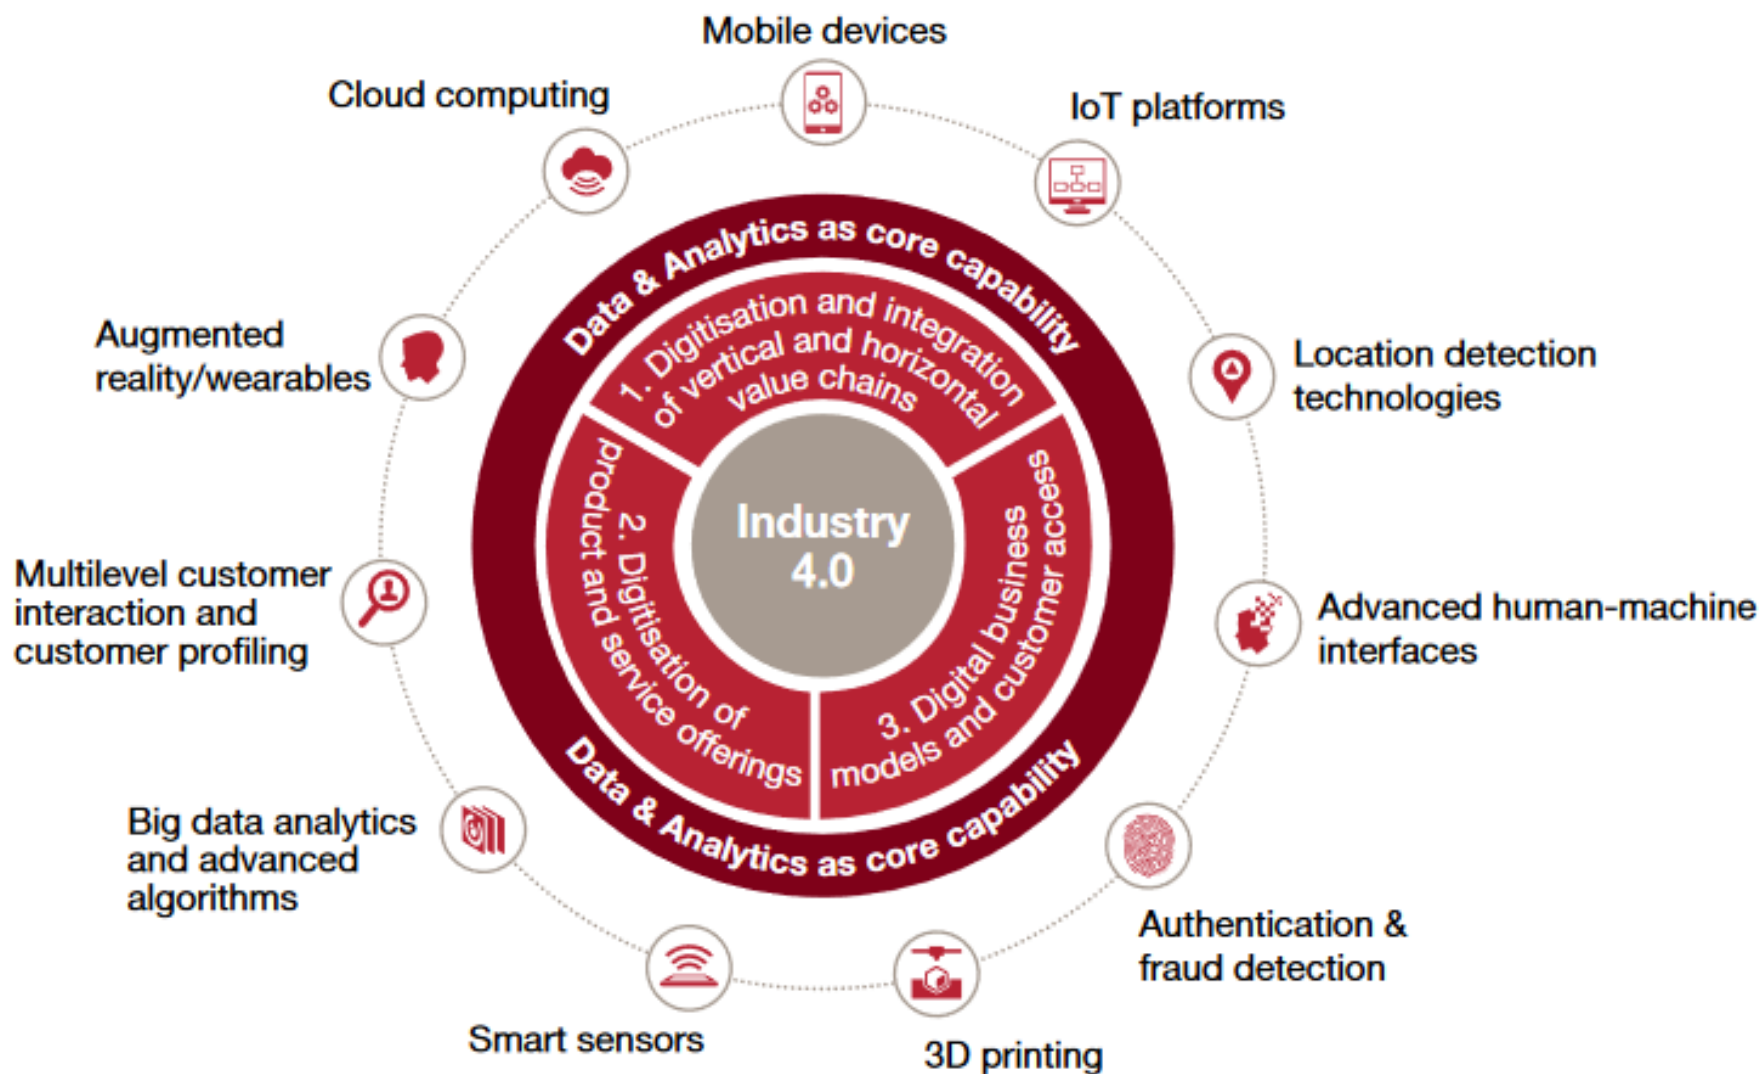 Mobile devices
Cloud computing
IoT platforms
Augmented
reality/wearables
Location detection
technologies
Multilevel customer
interaction and
customer profiling
Advanced human-machine
interfaces
Big data analytics
and advanced
algorithms
Authentication &
fraud detection
Smart sensors
3D printing
Data & Analytics as core capability
1. Digitisation and integration
of vertical and horizontal
value chains
2. Digitisation of
product and service offerings
3. Digital business
models and customer access
Industry
4.0
Data & Analytics as core capability